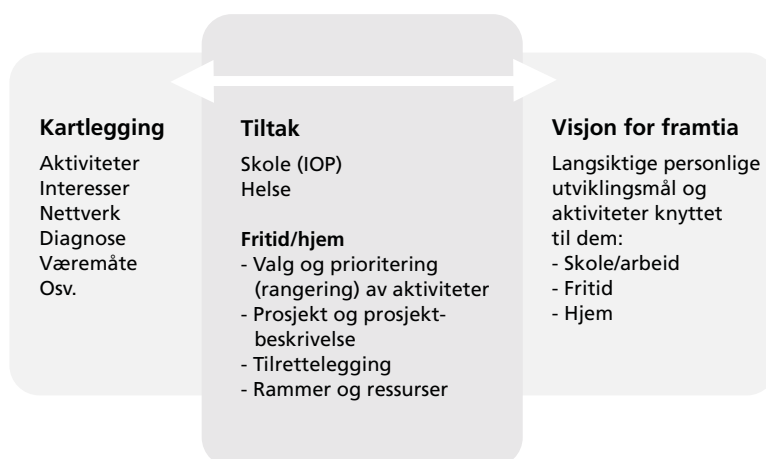 Kartlegging
Aktiviteter
Interesser
Nettverk
Diagnose
Væremåte
Osv.
Tiltak
Skole (IOP)
Helse
Fritid/hjem
- Valg og prioritering
(rangering) av aktiviteter
- Prosjekt og prosjekt-
beskrivelse
- Tilrettelegging
- Rammer og ressurser
Visjon for framtia
Langsiktige personlige
utviklingsmål og
aktiviteter knyttet
til dem:
- Skole/arbeid
- Fritid
- Hjem